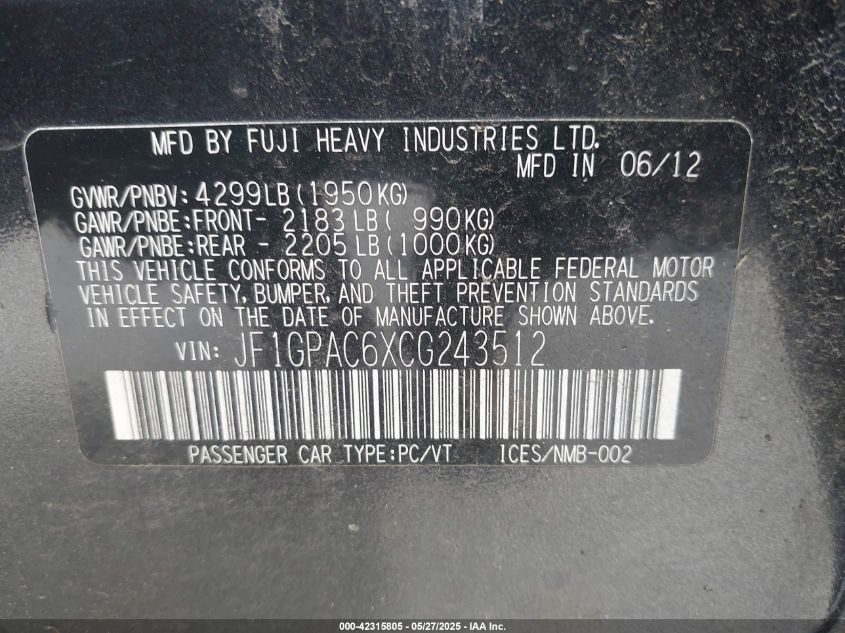 MFD BY FUJI HEAVY INDUSTRIES LTD.
MFD IN 06/12
GVWR/PNBV: 4299LB(1950KG)
GAWR/PNBE:FRONT- 2183LB( 990KG)
GAWR/PNBE:REAR - 2205LB(1000KG)
THIS VEHICLE CONFORMS TO ALL APPLICABLE FEDERAL MOTOR
VEHICLE SAFETY, BUMPER, AND THEFT PREVENTION STANDARDS
IN EFFECT ON THE DATE OF MANUFACTURE SHOWN ABOVE.
VIN: JF1GPAC6XCG243512
PASSENGER CAR TYPE:PC/VT ICES/NMB-002
000-42315805 - 05/27/2025 - IAA Inc.